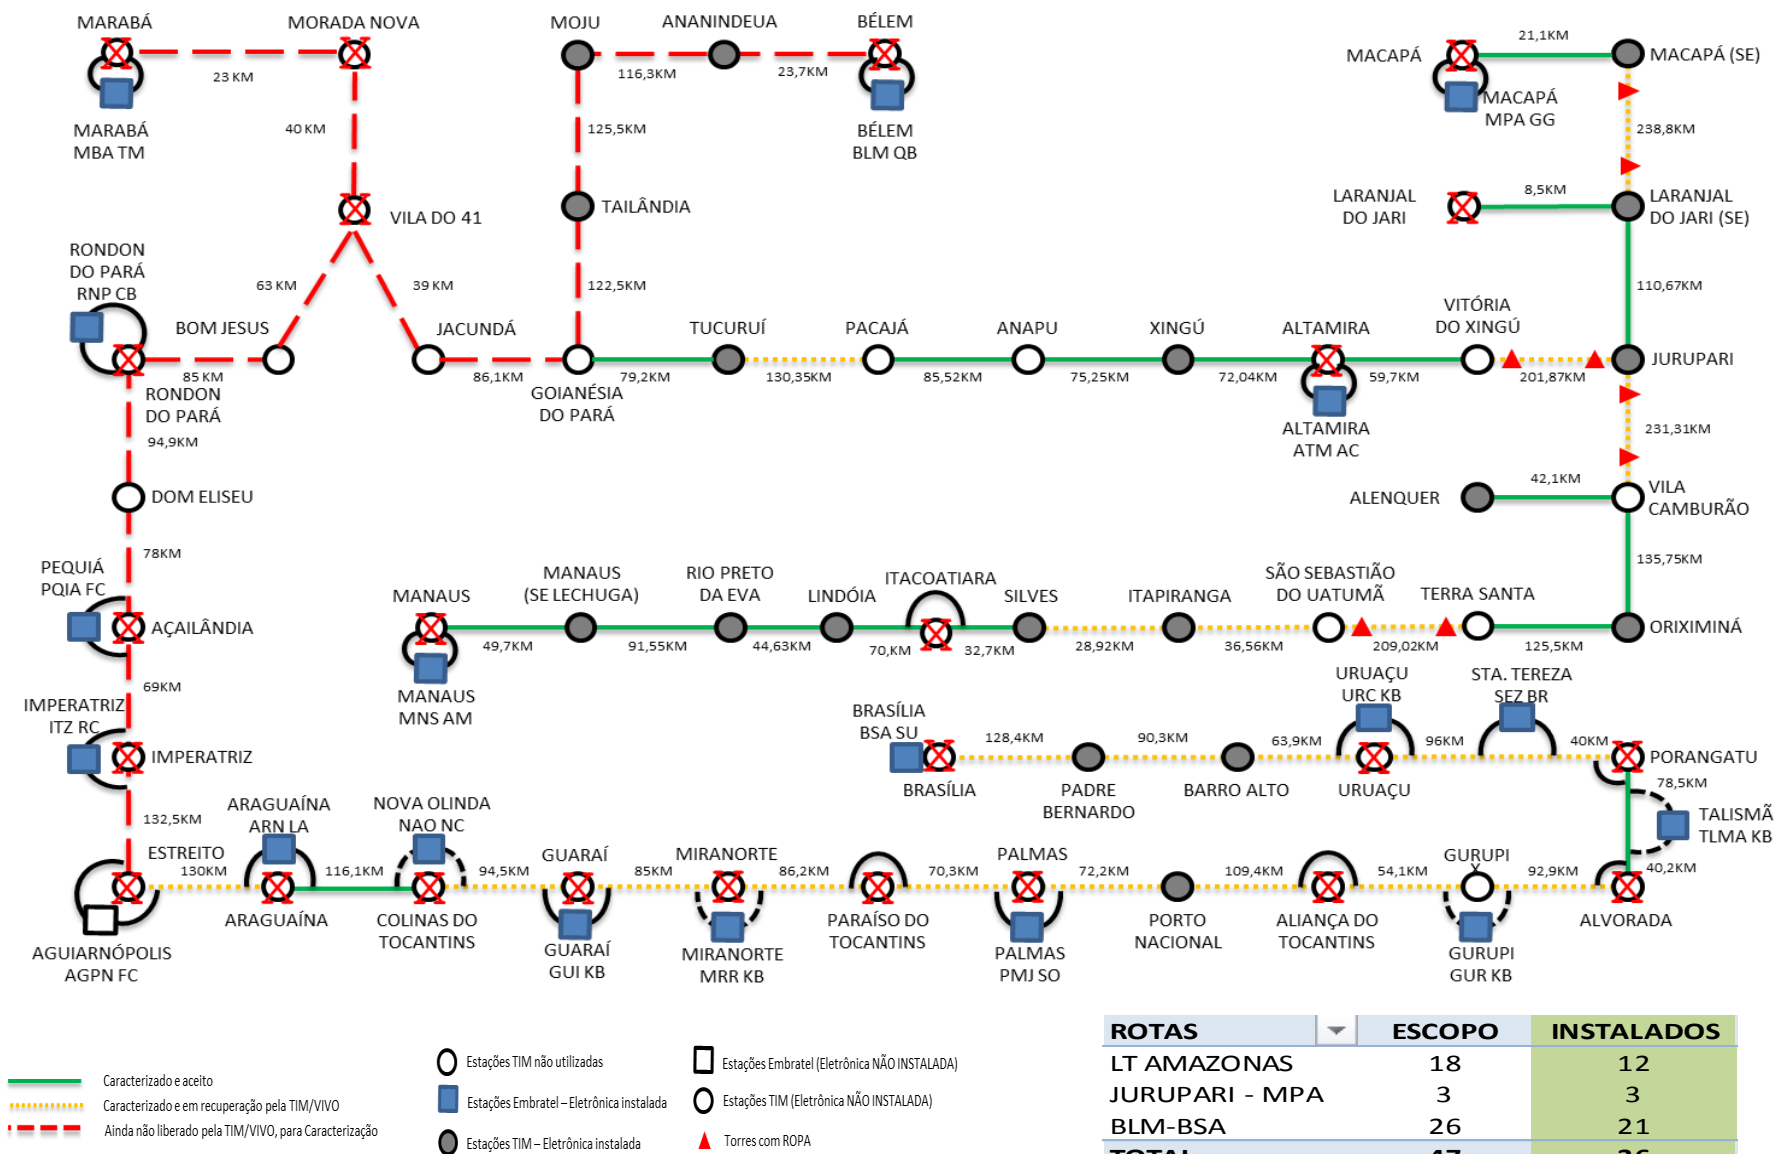 MARABÁ
MORADA NOVA
MOJU
ANANINDEUA
BÉLEM
MACAPÁ
21,1KM
MACAPÁ (SE)
23 KM
116,3KM
23,7KM
MARABÁ
MBA TM
40 KM
125,5KM
BÉLEM
BLM QB
MACAPÁ
MPA GG
238,8KM
VILA DO 41
TAILÂNDIA
LARANJAL
DO JARI
8,5KM
LARANJAL
DO JARI (SE)
RONDON
DO PARÁ
RNP CB
63 KM
39 KM
122,5KM
110,67KM
BOM JESUS
JACUNDÁ
TUCURUÍ
PACAJÁ
ANAPU
XINGÚ
ALTAMIRA
VITÓRIA
DO XINGÚ
JURUPARI
85 KM
86,1KM
79,2KM
130,35KM
85,52KM
75,25KM
72,04KM
59,7KM
201,87KM
RONDON
DO PARÁ
GOIANÉSIA
DO PARÁ
ALTAMIRA
ATM AC
94,9KM
231,31KM
DOM ELISEU
ALENQUER
42,1KM
VILA
CAMBURÃO
78KM
135,75KM
PEQUIÁ
PQIA FC
AÇAILÂNDIA
MANAUS
MANAUS
(SE LECHUGA)
RIO PRETO
DA EVA
LINDÓIA
ITACOATIARA
SILVES
ITAPIRANGA
SÃO SEBASTIÃO
DO UATUMÃ
TERRA SANTA
ORIXIMINÁ
49,7KM
91,55KM
44,63KM
70,KM
32,7KM
28,92KM
36,56KM
209,02KM
125,5KM
69KM
MANAUS
MNS AM
IMPERATRIZ
ITZ RC
IMPERATRIZ
BRASÍLIA
BSA SU
128,4KM
90,3KM
63,9KM
URUAÇU
URC KB
96KM
STA. TEREZA
SEZ BR
40KM
PORANGATU
BRASÍLIA
PADRE
BERNARDO
BARRO ALTO
URUAÇU
78,5KM
TALISMÃ
TLMA KB
40,2KM
132,5KM
ESTREITO
130KM
ARAGUAÍNA
ARN LA
116,1KM
NOVA OLINDA
NAO NC
94,5KM
GUARAÍ
85KM
MIRANORTE
86,2KM
70,3KM
PALMAS
72,2KM
109,4KM
54,1KM
GURUPI
X
92,9KM
AGUIARNÓPOLIS
AGPN FC
ARAGUAÍNA
COLINAS DO
TOCANTINS
GUARAÍ
GUI KB
MIRANORTE
MRR KB
PARAÍSO DO
TOCANTINS
PALMAS
PMJ SO
PORTO
NACIONAL
ALIANÇA DO
TOCANTINS
GURUPI
GUR KB
ALVORADA
Caracterizado e aceito
Caracterizado e em recuperação pela TIM/VIVO
Ainda não liberado pela TIM/VIVO, para Caracterização
Estações TIM não utilizadas
Estações Embratel – Eletrônica instalada
Estações TIM – Eletrônica instalada
Estações Embratel (Eletrônica NÃO INSTALADA)
Estações TIM (Eletrônica NÃO INSTALADA)
Torres com ROPA
ROTAS ESCOPO INSTALADOS
LT AMAZONAS 18 12
JURUPARI - MPA 3 3
BLM-BSA 26 21
TOTAL 47 36